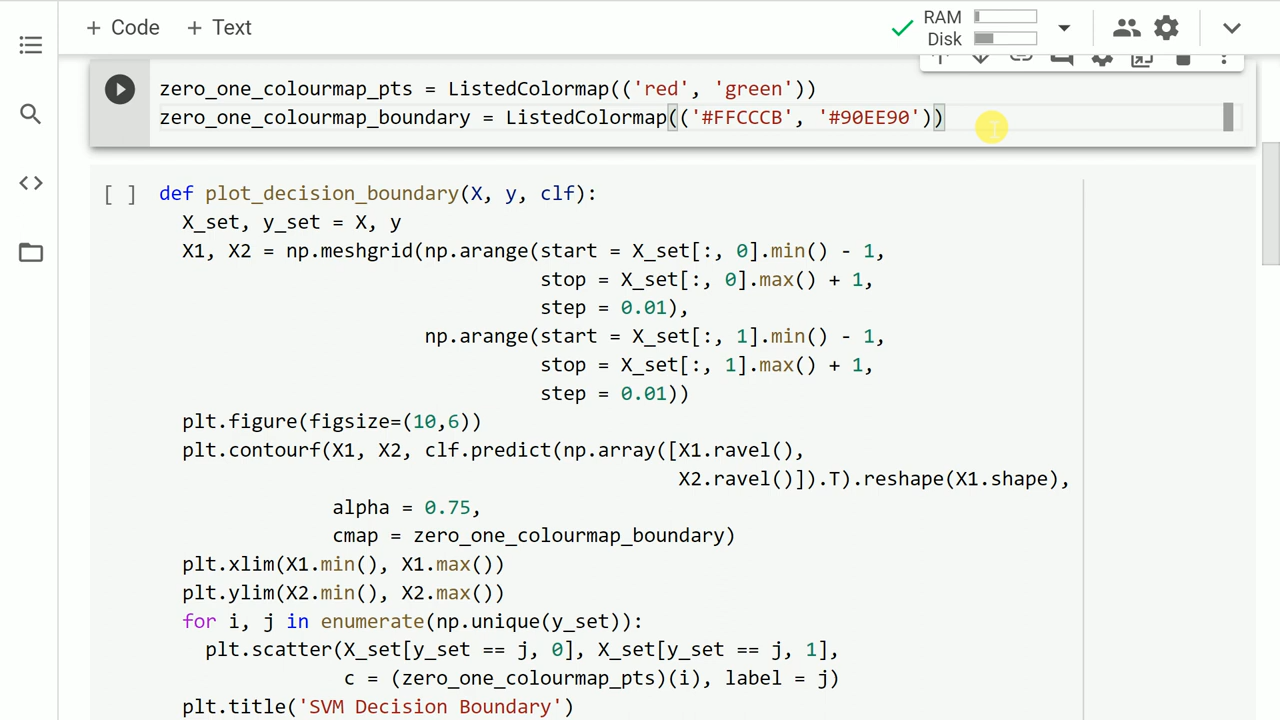 + Code + Text
RAM
Disk
zero_one_colourmap_pts = ListedColormap(('red', 'green'))
zero_one_colourmap_boundary = ListedColormap(('#FFCCCB', '#90EE90'))
[ ] def plot_decision_boundary(X, y, clf):
X_set, y_set = X, y
X1, X2 = np.meshgrid(np.arange(start = X_set[:, 0].min() - 1,
stop = X_set[:, 0].max() + 1,
step = 0.01),
np.arange(start = X_set[:, 1].min() - 1,
stop = X_set[:, 1].max() + 1,
step = 0.01))
plt.figure(figsize=(10,6))
plt.contourf(X1, X2, clf.predict(np.array([X1.ravel(),
X2.ravel()]).T).reshape(X1.shape),
alpha = 0.75,
cmap = zero_one_colourmap_boundary)
plt.xlim(X1.min(), X1.max())
plt.ylim(X2.min(), X2.max())
for i, j in enumerate(np.unique(y_set)):
plt.scatter(X_set[y_set == j, 0], X_set[y_set == j, 1],
c = (zero_one_colourmap_pts)(i), label = j)
plt.title('SVM Decision Boundary')